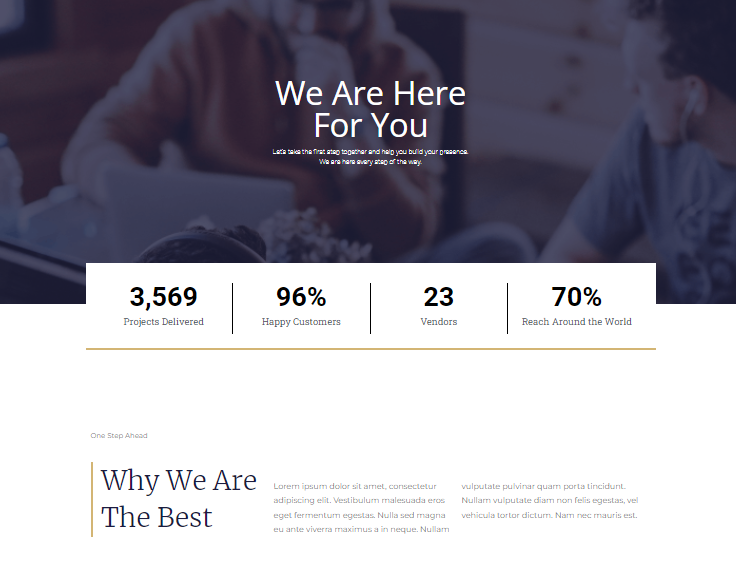 We Are Here
For You
Let's take the first step together and help you build your presence.
We are here every step of the way.
3,569
Projects Delivered
96%
Happy Customers
23
Vendors
70%
Reach Around the World
One Step Ahead
Why We Are
The Best
Lorem ipsum dolor sit amet, consectetur
adipiscing elit. Vestibulum malesuada eros
eget fermentum egestas. Nulla sed magna
eu ante viverra maximus a in neque. Nullam
vulputate pulvinar quam porta tincidunt.
Nullam vulputate diam non felis egestas, vel
vehicula tortor dictum. Nam nec mauris est.